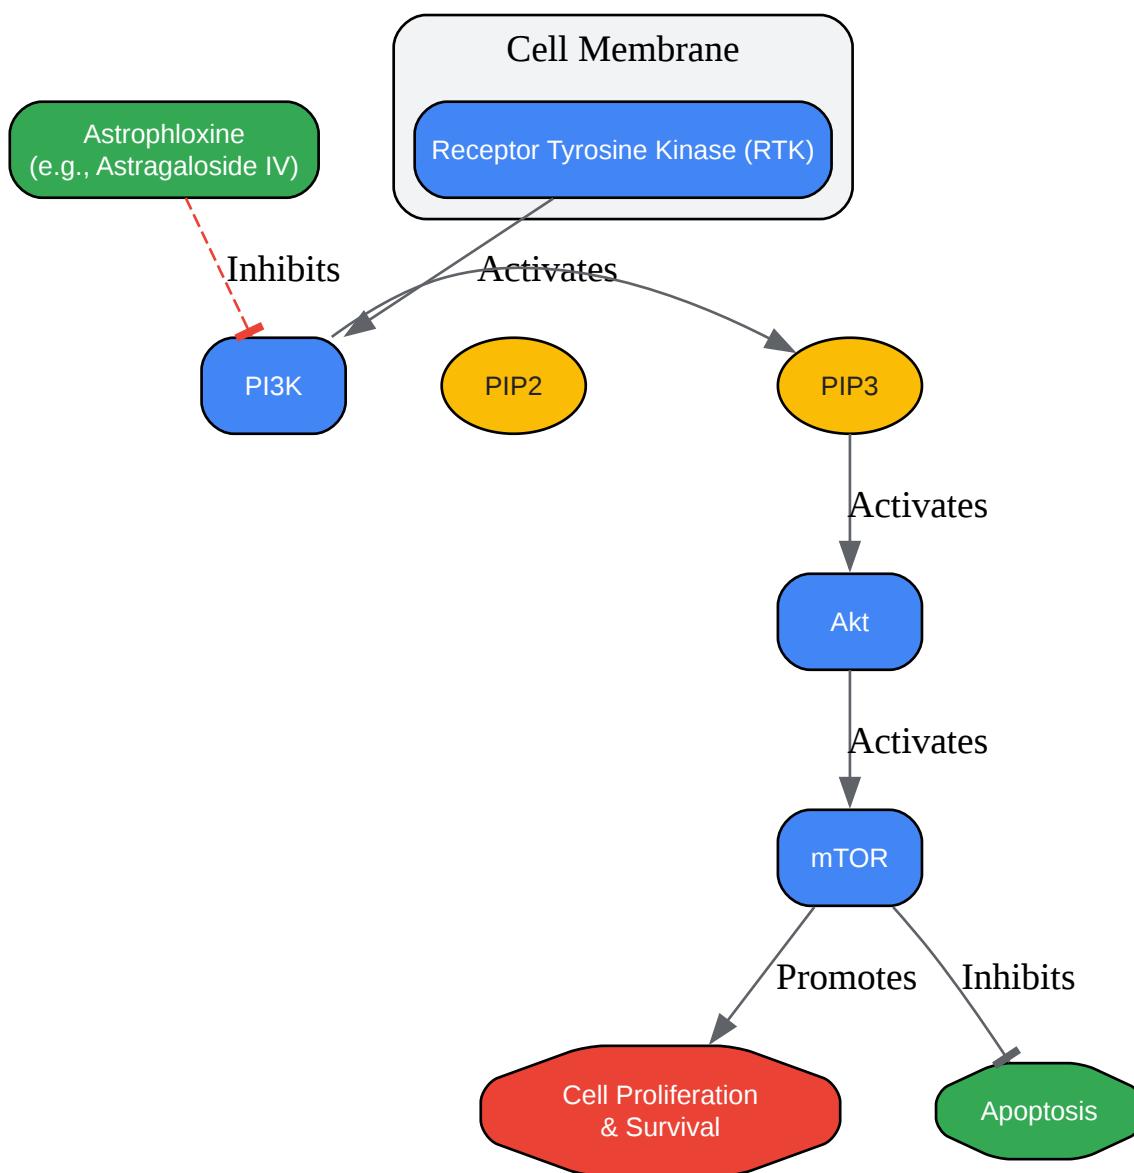 Cell Membrane
Astrophloxine
(e.g., Astragaloside IV)
Receptor Tyrosine Kinase (RTK)
Inhibits
Activates
PI3K
PIP2
PIP3
Activates
Akt
Activates
mTOR
Promotes
Inhibits
Cell Proliferation
& Survival
Apoptosis